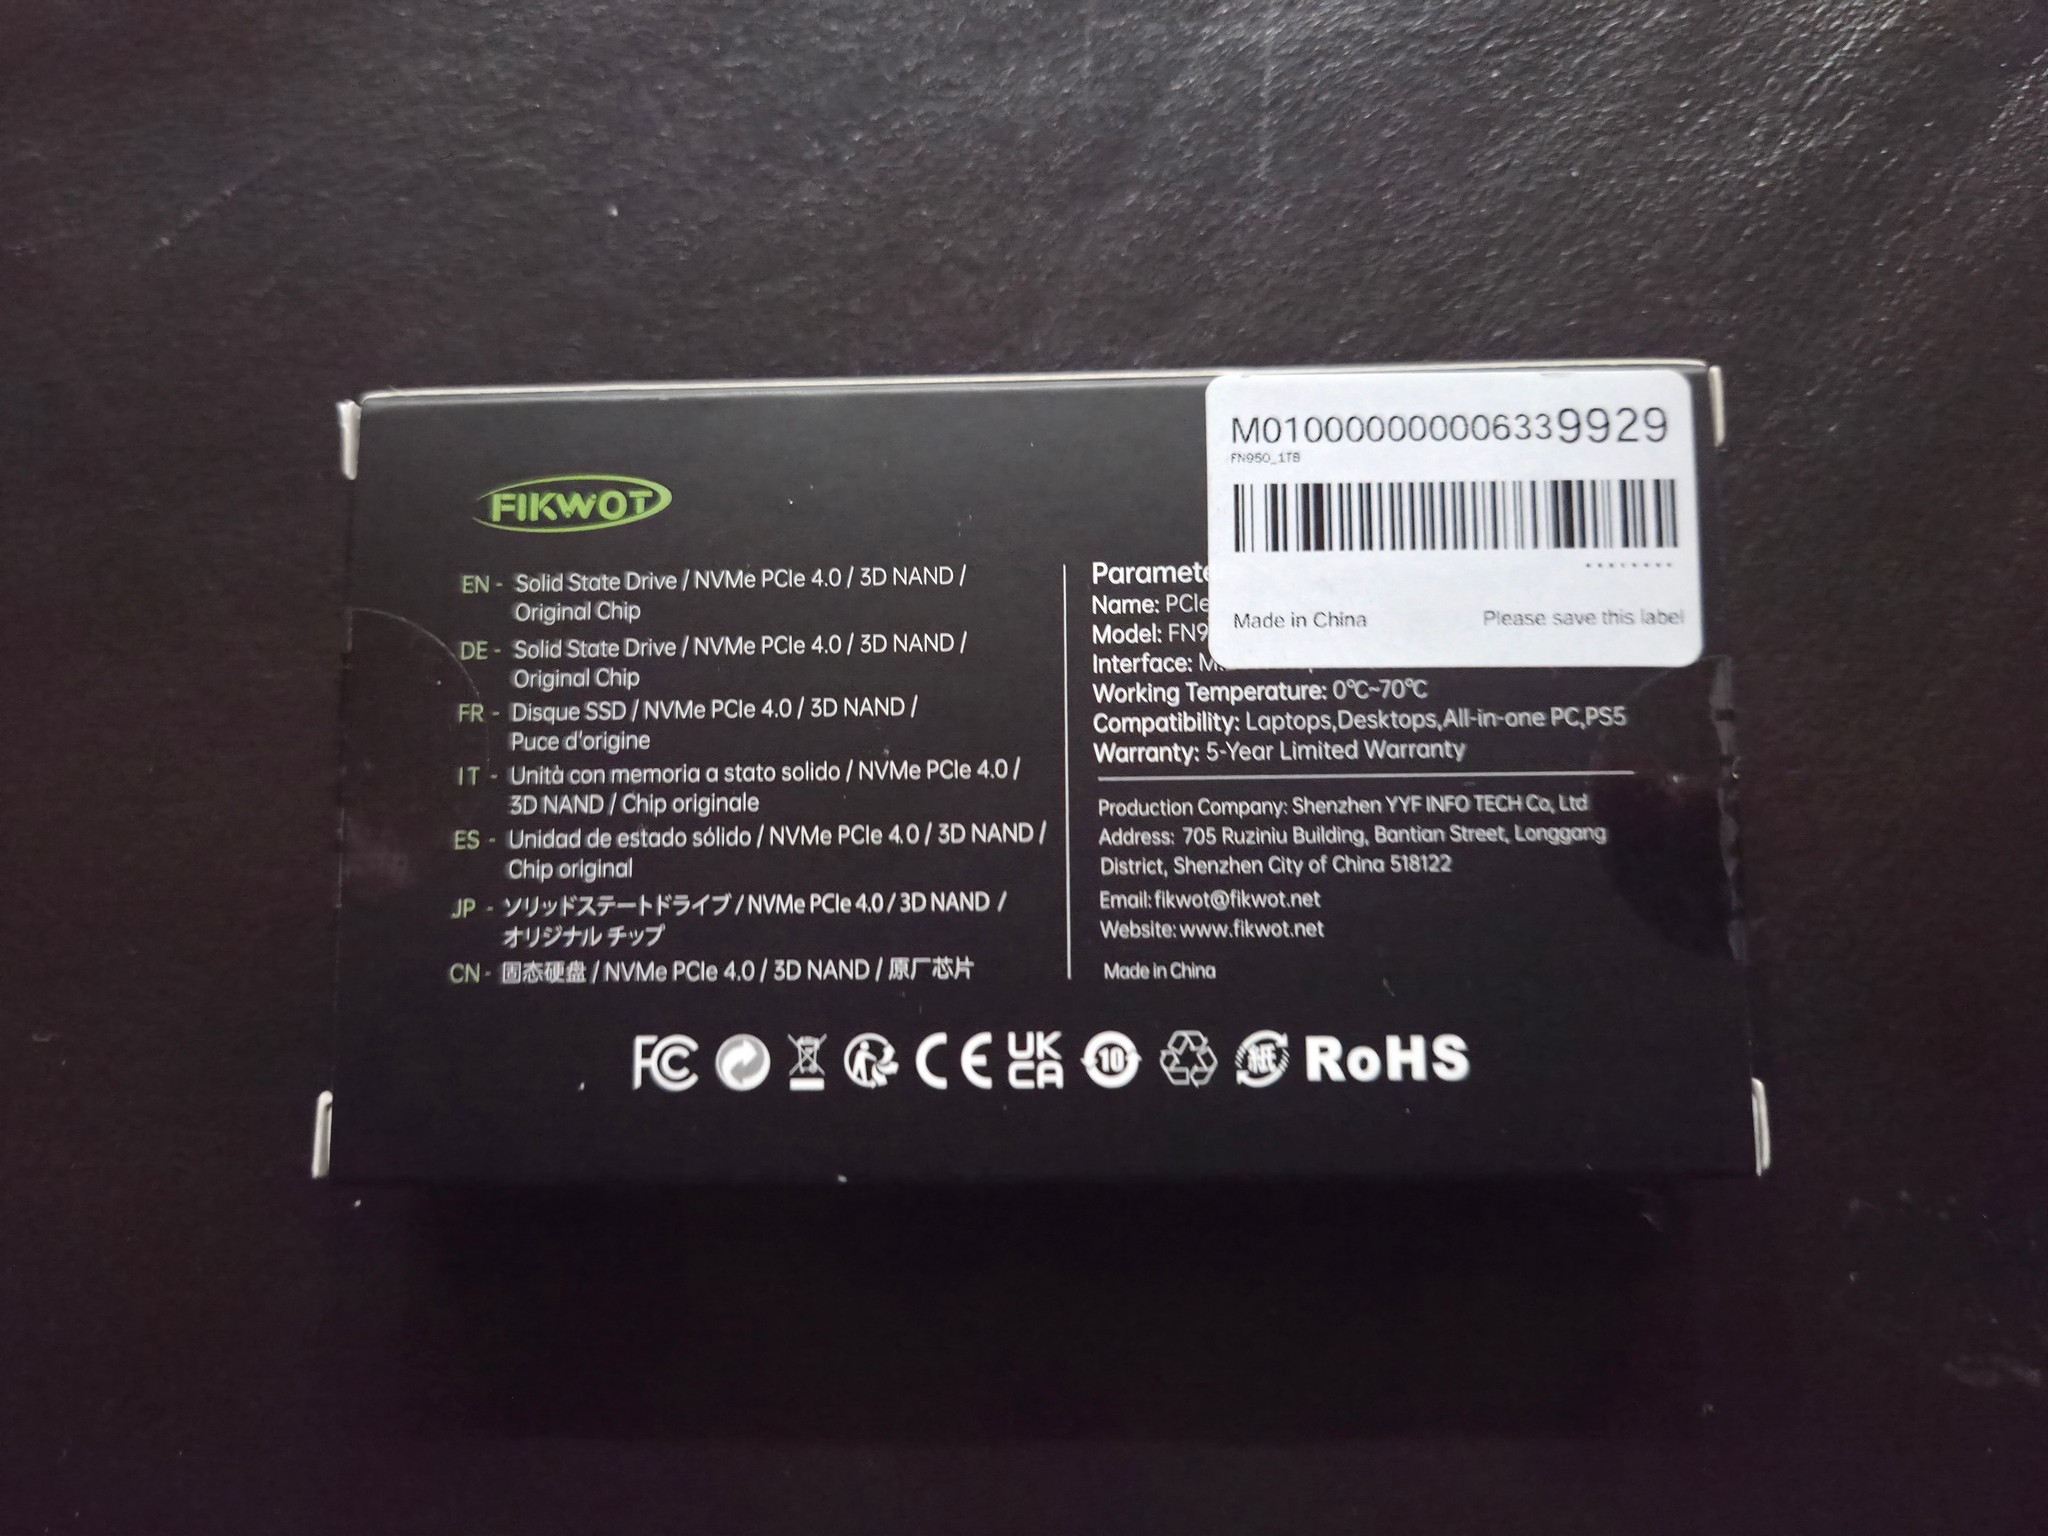 FIKWOT
EN - Solid State Drive / NVMe PCIe 4.0 / 3D NAND /
Original Chip
DE - Solid State Drive / NVMe PCIe 4.0 / 3D NAND /
Original Chip
FR - Disque SSD / NVMe PCIe 4.0 / 3D NAND /
Puce d'origine
IT - Unità con memoria a stato solido / NVMe PCIe 4.0 /
3D NAND / Chip originale
ES - Unidad de estado sólido / NVMe PCIe 4.0 / 3D NAND /
Chip original
JP - ソリッドステートドライブ / NVMe PCIe 4.0 / 3D NAND /
オリジナル チップ
CN - 固态硬盘 / NVMe PCIe 4.0 / 3D NAND / 原厂芯片
M010000000006339929
FN950_1TB
Made in China Please save this label
Paramete
Name: PCIe
Model: FN9
Interface: M
Working Temperature: 0℃~70℃
Compatibility: Laptops,Desktops,All-in-one PC,PS5
Warranty: 5-Year Limited Warranty
Production Company: Shenzhen YYF INFO TECH Co, Ltd
Address: 705 Ruziniu Building, Bantian Street, Longgang
District, Shenzhen City of China 518122
Email: fikwot@fikwot.net
Website: www.fikwot.net
Made in China
FC CE UK CA 10 紙 RoHS